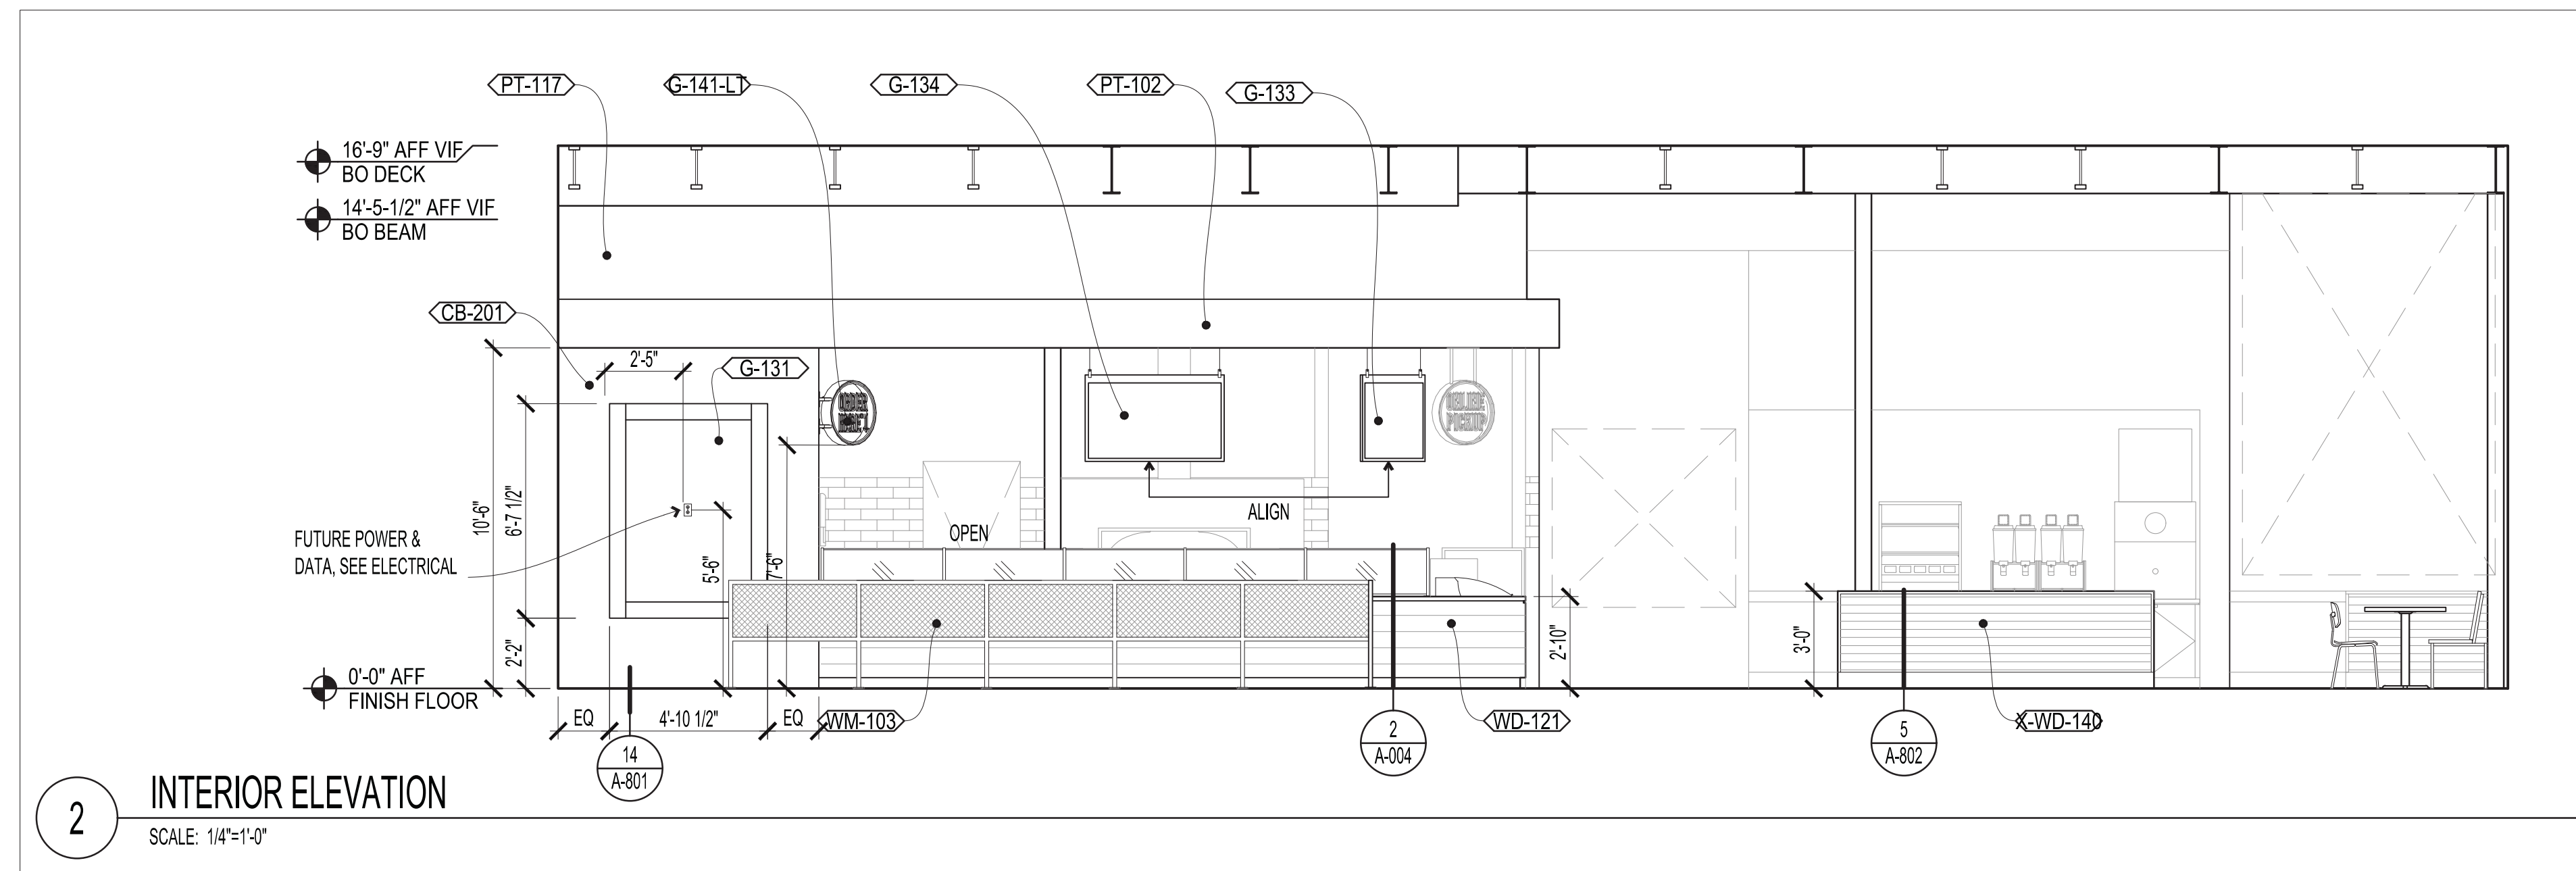 PT-117
G-141-LT
G-134
PT-102
G-133
16'-9" AFF VIF
BO DECK
14'-5-1/2" AFF VIF
BO BEAM
CB-201
2'-5"
G-131
ORDER
PICKUP
10'-6"
6'-7 1/2"
OPEN
ALIGN
FUTURE POWER &
DATA, SEE ELECTRICAL
5'-6"
7'-6"
2'-2"
2'-10"
3'-0"
0'-0" AFF
FINISH FLOOR
EQ
4'-10 1/2"
EQ
WM-103
WD-121
X-WD-140
14
A-801
2
A-004
5
A-802
2
INTERIOR ELEVATION
SCALE: 1/4"=1'-0"